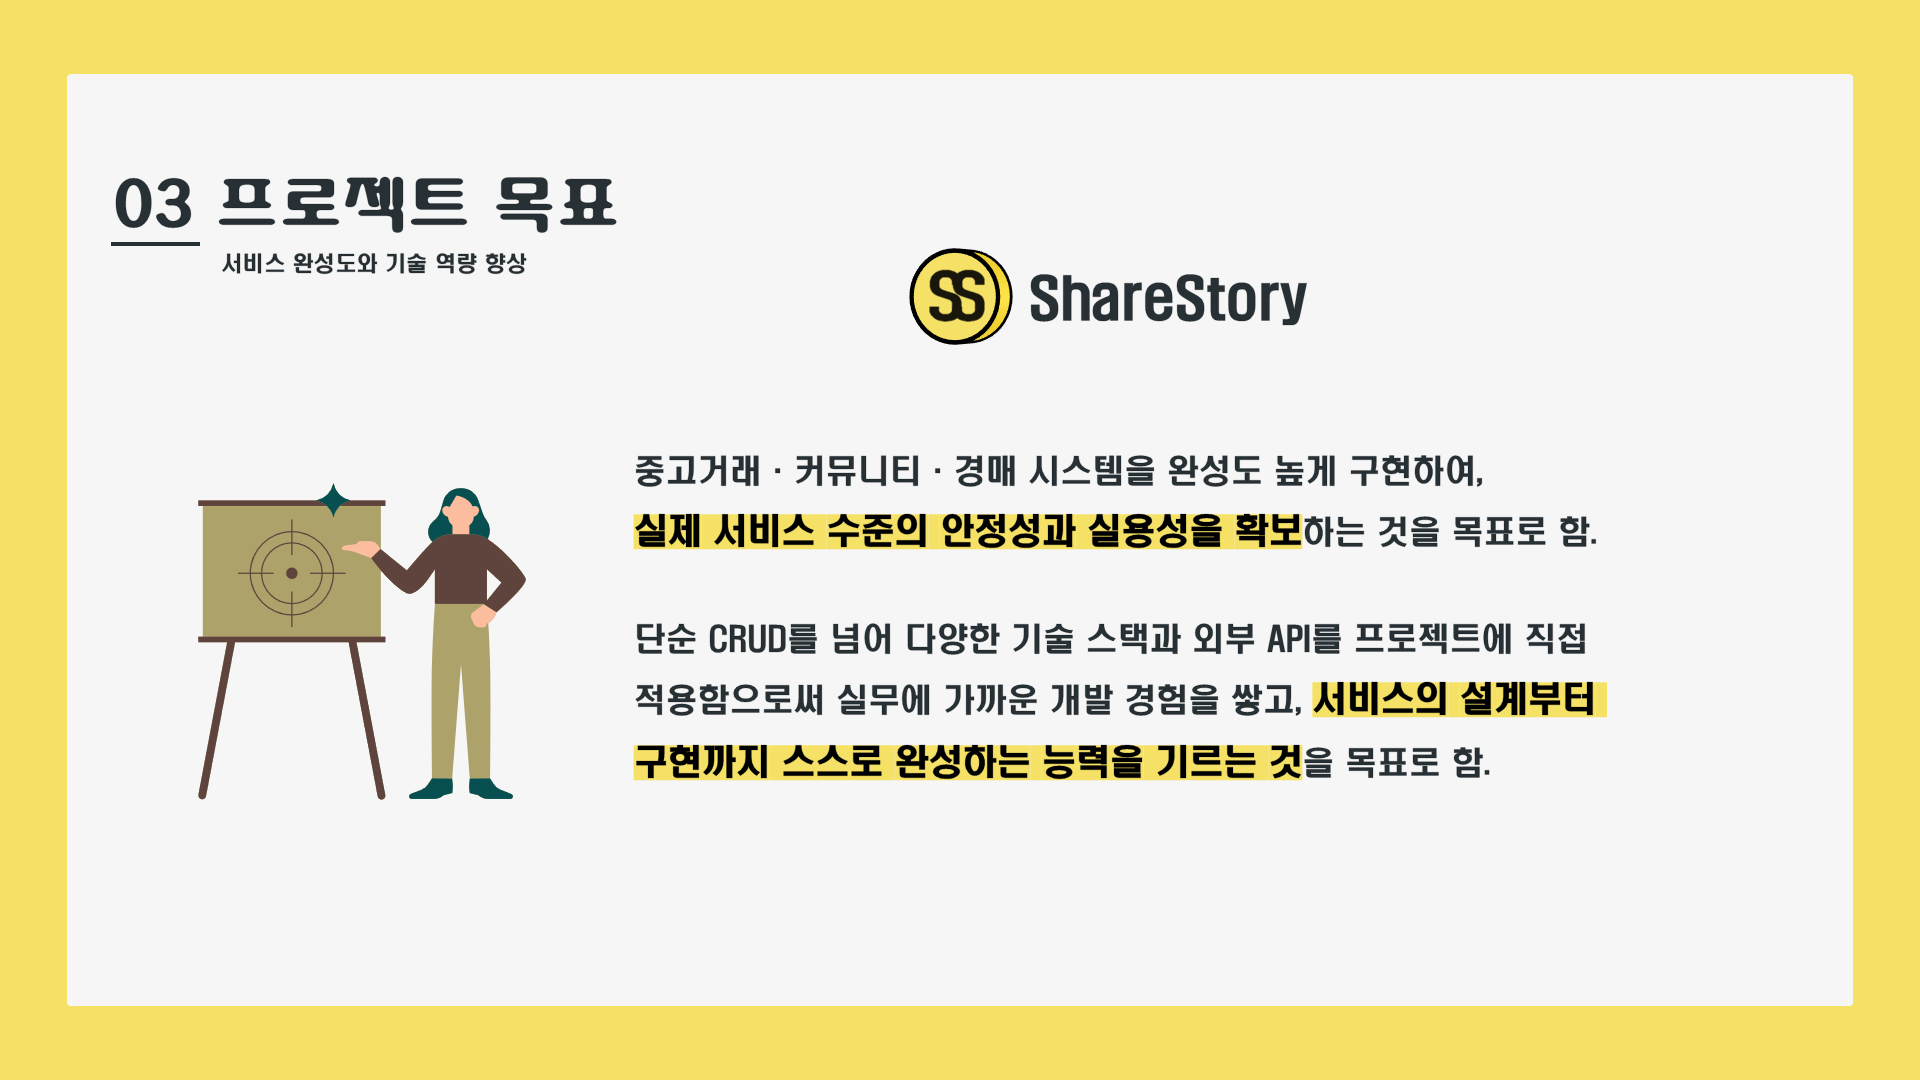 03 프로젝트 목표
서비스 완성도와 기술 역량 향상
SS ShareStory
중고거래 · 커뮤니티 · 경매 시스템을 완성도 높게 구현하여,
실제 서비스 수준의 안정성과 실용성을 확보하는 것을 목표로 함.
단순 CRUD를 넘어 다양한 기술 스택과 외부 API를 프로젝트에 직접
적용함으로써 실무에 가까운 개발 경험을 쌓고, 서비스의 설계부터
구현까지 스스로 완성하는 능력을 기르는 것을 목표로 함.